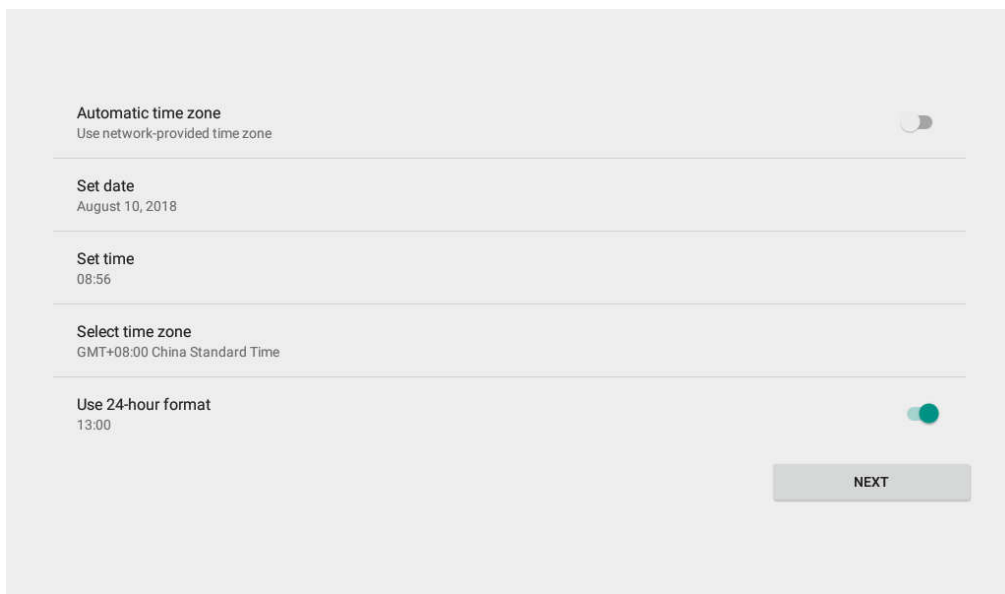 Automatic time zone
Use network-provided time zone
Set date
August 10, 2018
Set time
08:56
Select time zone
GMT+08:00 China Standard Time
Use 24-hour format
13:00
NEXT